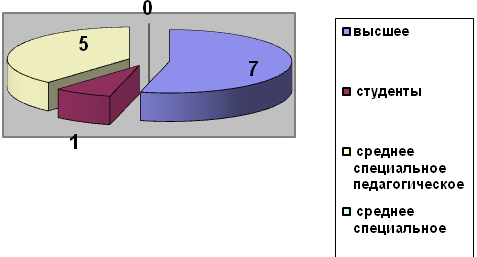 0
5
7
1
высшее
студенты
среднее
специальное
педагогическое
среднее
специальное